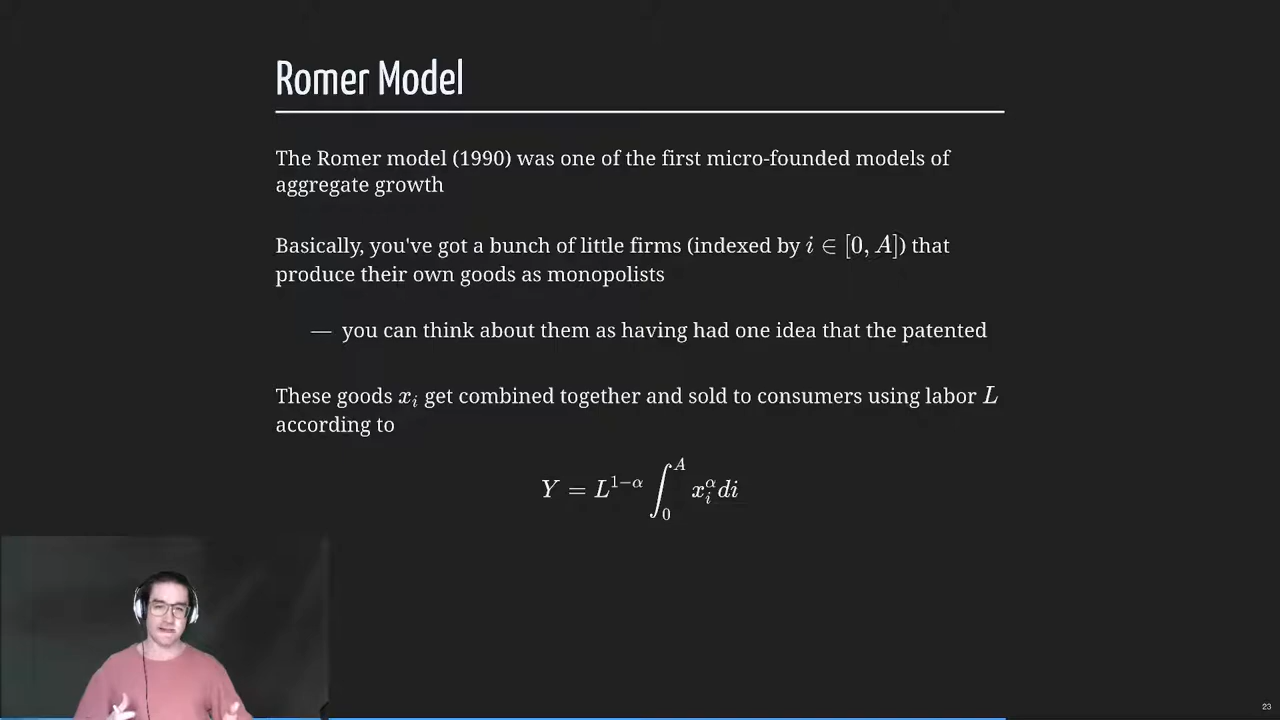 Romer Model
The Romer model (1990) was one of the first micro-founded models of
aggregate growth
Basically, you've got a bunch of little firms (indexed by i ∈ [0, A]) that
produce their own goods as monopolists
— you can think about them as having had one idea that the patented
These goods xᵢ get combined together and sold to consumers using labor L
according to
Y = L^{1−α} ∫₀^A xᵢ^α di
23